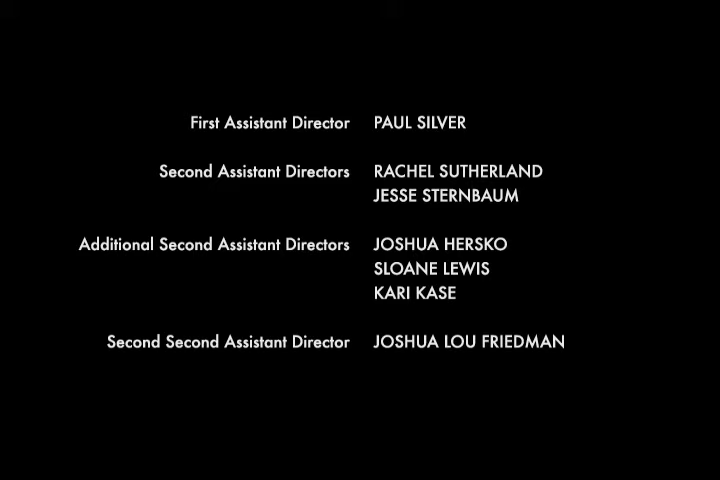 First Assistant Director PAUL SILVER
Second Assistant Directors RACHEL SUTHERLAND
JESSE STERNBAUM
Additional Second Assistant Directors JOSHUA HERSKO
SLOANE LEWIS
KARI KASE
Second Second Assistant Director JOSHUA LOU FRIEDMAN